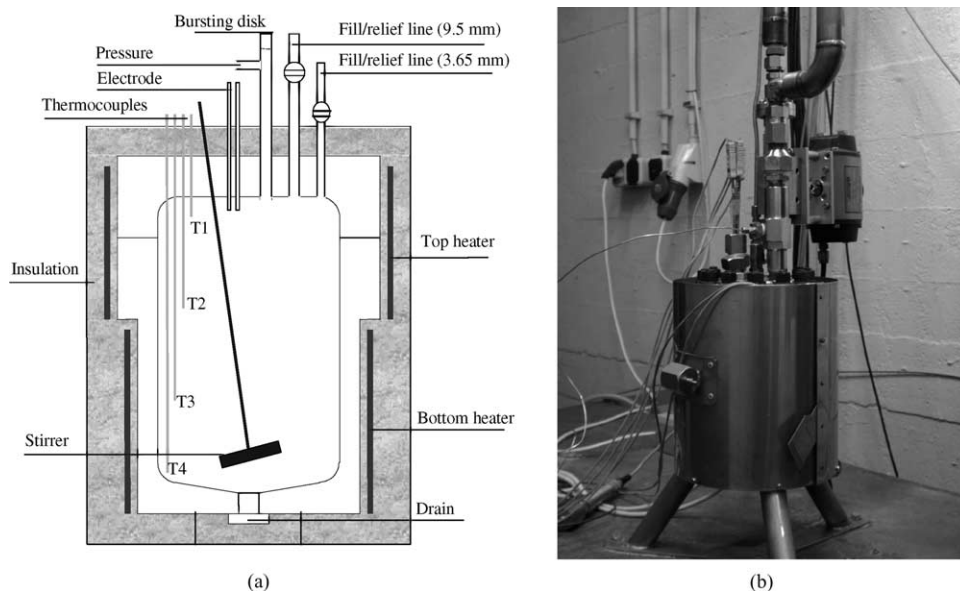 Bursting disk
Fill/relief line (9.5 mm)
Pressure
Fill/relief line (3.65 mm)
Electrode
Thermocouples
T1
Top heater
Insulation
T2
T3
Bottom heater
Stirrer
T4
Drain
(a)
(b)